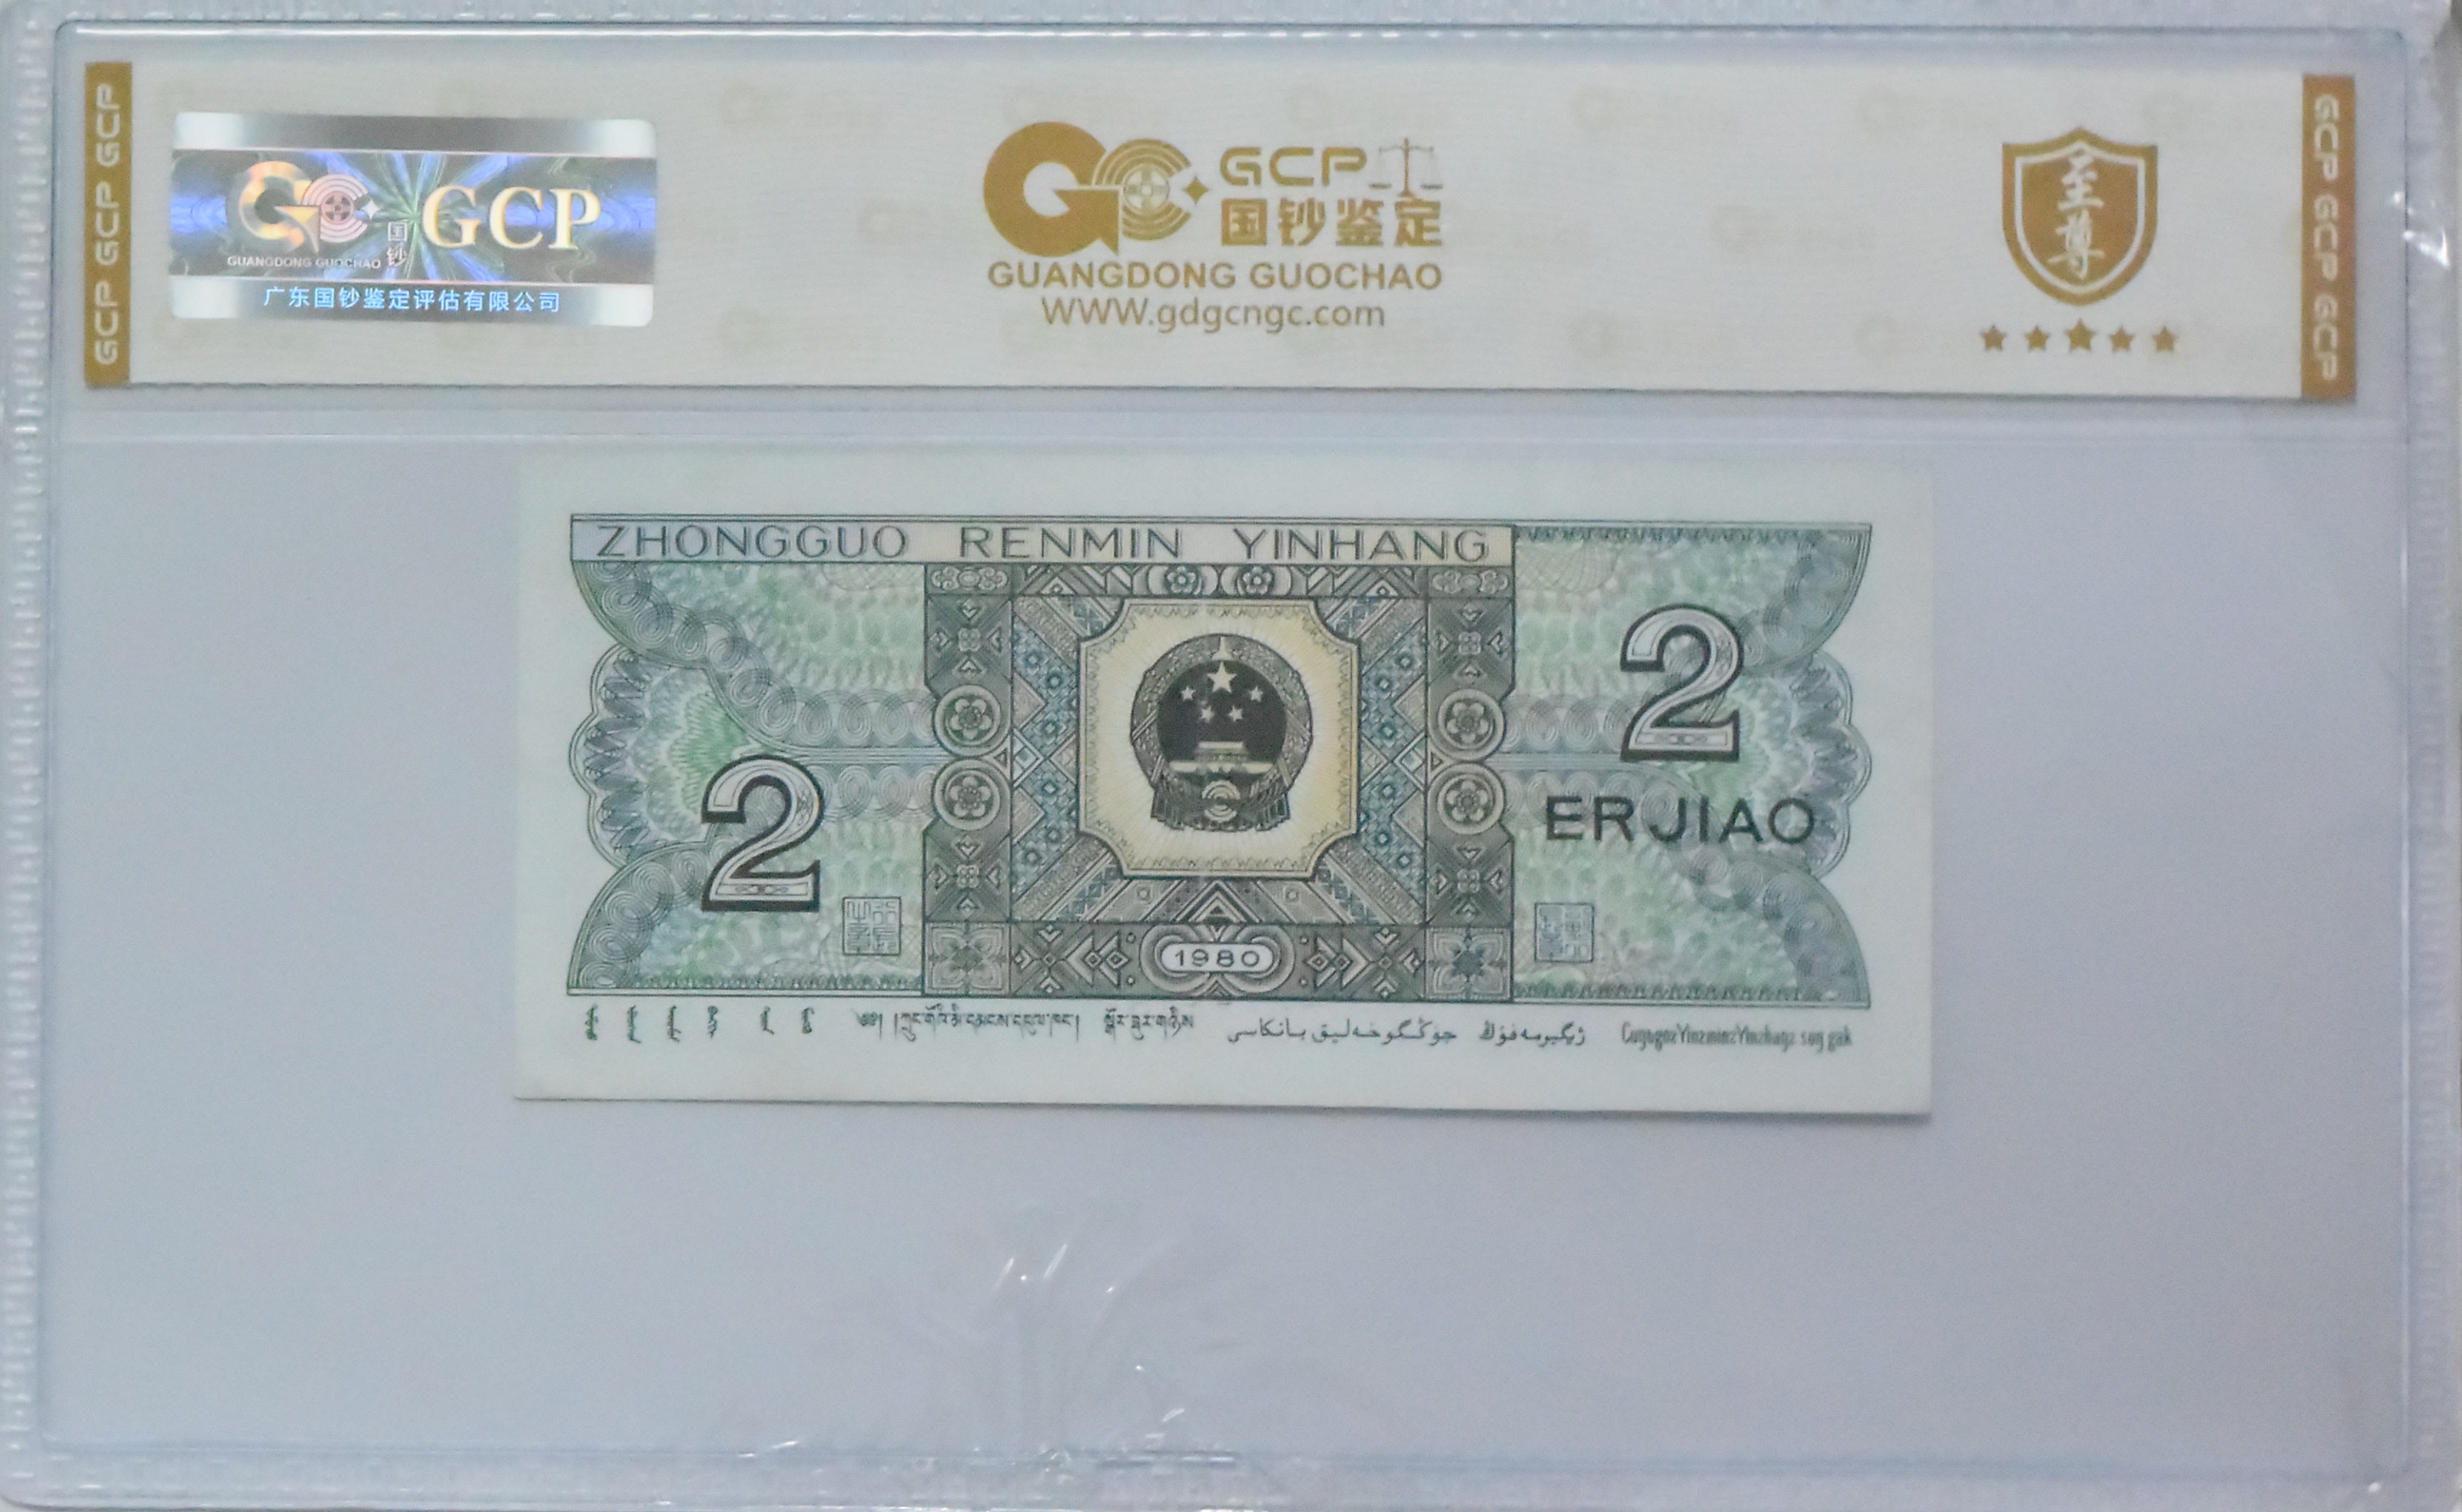 GCP GCP GCP
GCP
国钞
GUANGDONG GUOCHAO
广东国钞鉴定评估有限公司
GCP
国钞鉴定
GUANGDONG GUOCHAO
WWW.gdgcngc.com
至尊
GCP GCP GCP
ZHONGGUO RENMIN YINHANG
2
2
ERJIAO
1980